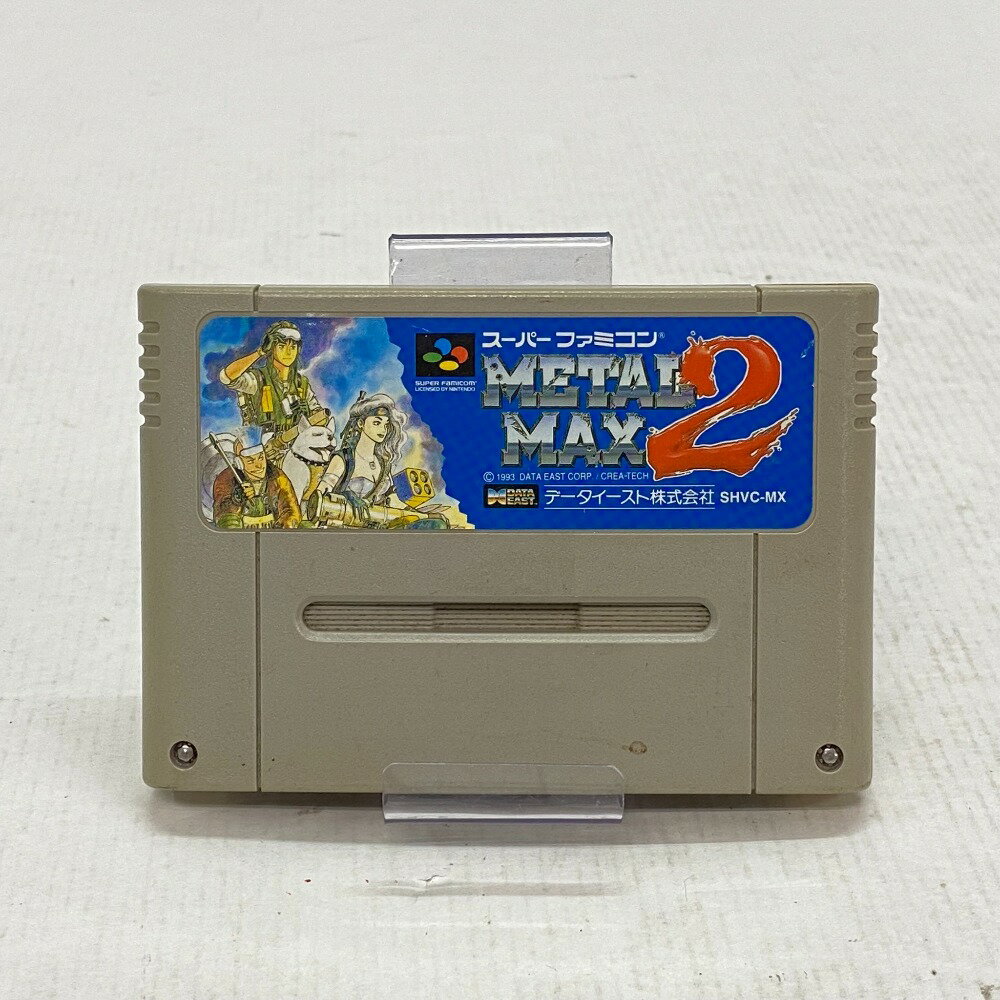 スーパーファミコン®
SUPER FAMICOM
LICENSED BY NINTENDO
METAL
MAX 2
© 1993 DATA EAST CORP. / CREA-TECH
DATA
EAST.
データイースト株式会社 SHVC-MX